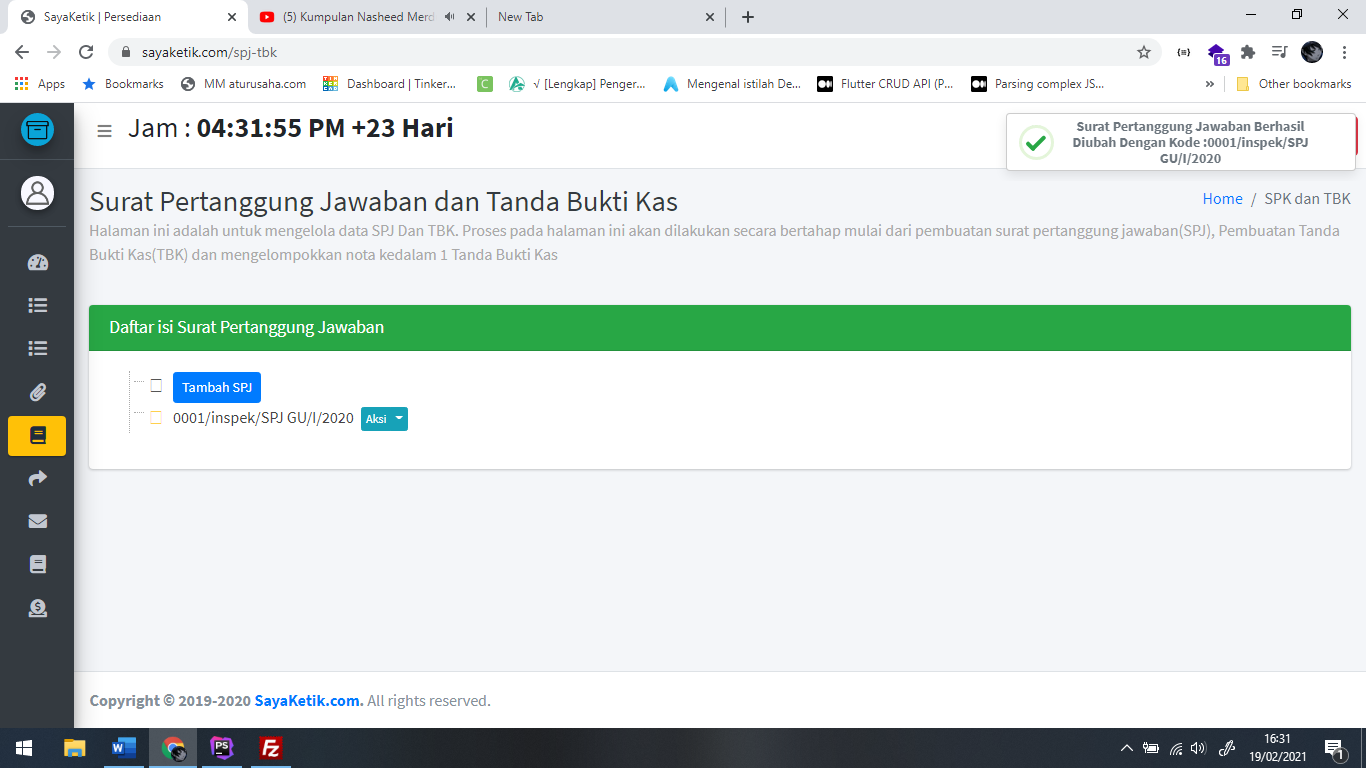 SayaKetik | Persediaan
(5) Kumpulan Nasheed Merd
New Tab
sayaketik.com/spj-tbk
16
Apps
Bookmarks
MM aturusaha.com
Dashboard | Tinker...
C
√ [Lengkap] Penger...
Mengenal istilah De...
Flutter CRUD API (P...
Parsing complex JS...
»
Other bookmarks
Jam : 04:31:55 PM +23 Hari
Surat Pertanggung Jawaban Berhasil
Diubah Dengan Kode :0001/inspek/SPJ
GU/I/2020
Surat Pertanggung Jawaban dan Tanda Bukti Kas
Home / SPK dan TBK
Halaman ini adalah untuk mengelola data SPJ Dan TBK. Proses pada halaman ini akan dilakukan secara bertahap mulai dari pembuatan surat pertanggung jawaban(SPJ), Pembuatan Tanda
Bukti Kas(TBK) dan mengelompokkan nota kedalam 1 Tanda Bukti Kas
Daftar isi Surat Pertanggung Jawaban
Tambah SPJ
0001/inspek/SPJ GU/I/2020 Aksi
Copyright © 2019-2020 SayaKetik.com. All rights reserved.
W
PS
FZ
16:31
19/02/2021
1